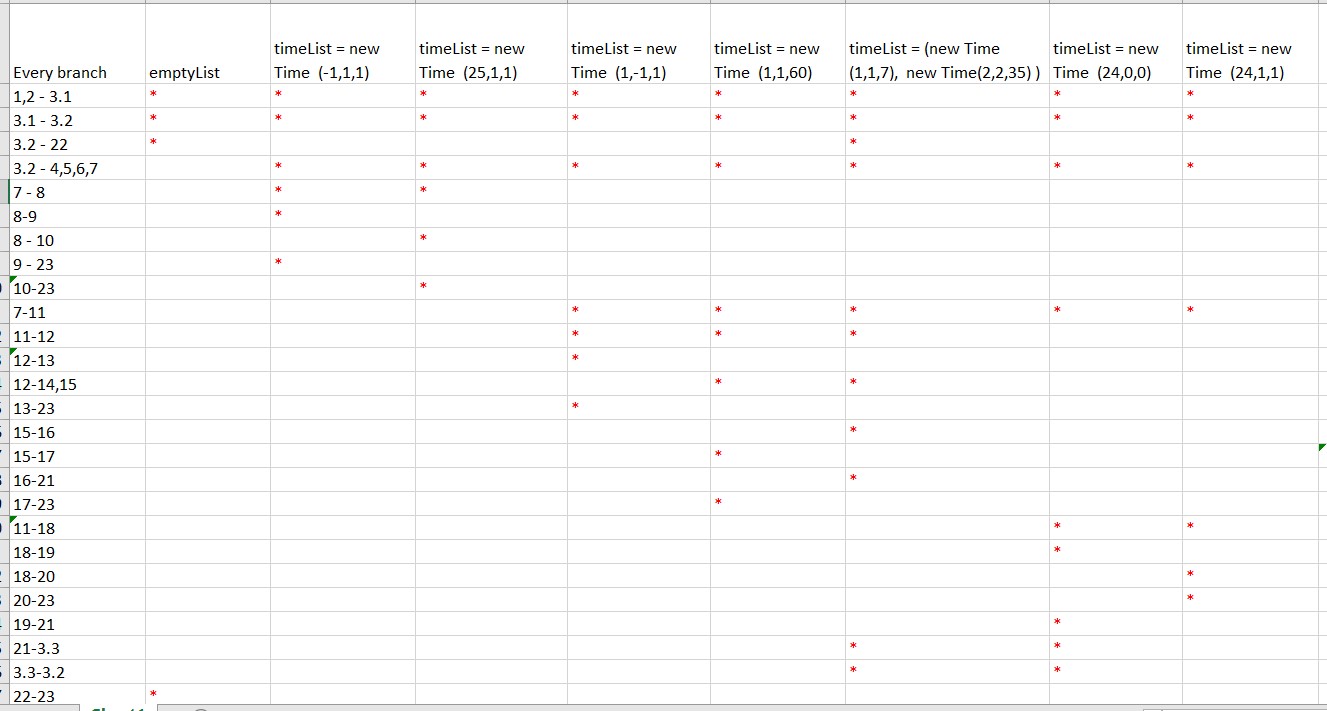 timeList = new timeList = new timeList = new timeList = new timeList = (new Time timeList = new timeList = new
Every branch emptyList Time (-1,1,1) Time (25,1,1) Time (1,-1,1) Time (1,1,60) (1,1,7), new Time(2,2,35) ) Time (24,0,0) Time (24,1,1)
1,2 - 3.1 * * * * * * * *
3.1 - 3.2 * * * * * * * *
3.2 - 22 * *
3.2 - 4,5,6,7 * * * * * * *
7 - 8 * *
8-9 *
8 - 10 *
9 - 23 *
10-23 *
7-11 * * * * *
11-12 * * *
12-13 *
12-14,15 * *
13-23 *
15-16 *
15-17 *
16-21 *
17-23 *
11-18 * *
18-19 *
18-20 *
20-23 *
19-21 *
21-3.3 * *
3.3-3.2 * *
22-23 *